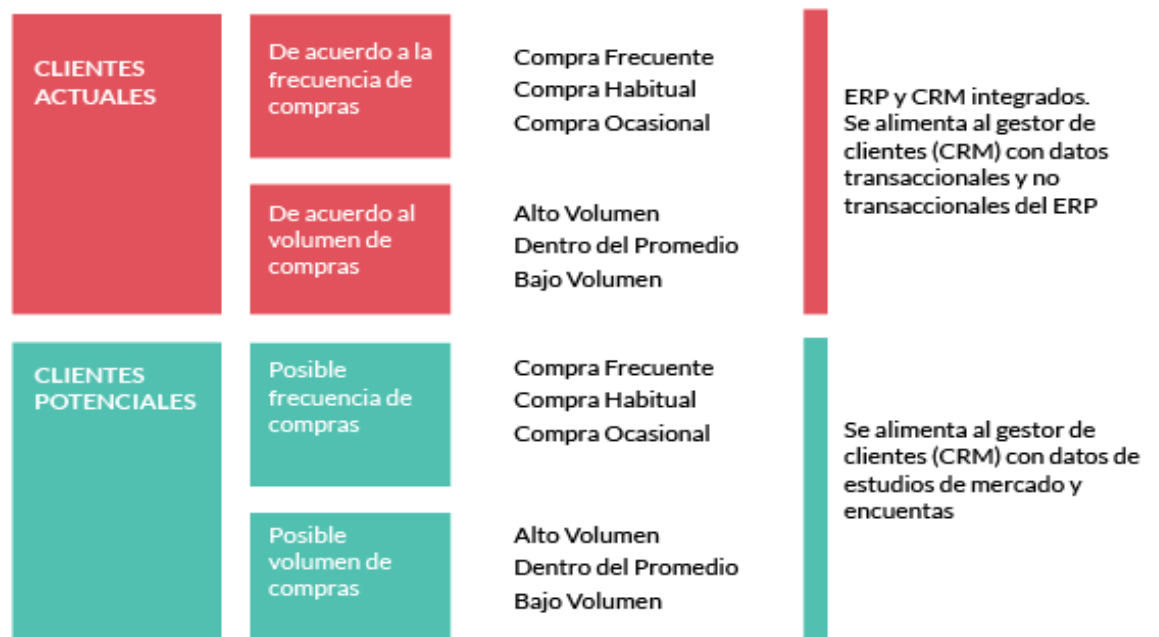 CLIENTES
ACTUALES
De acuerdo a la
frecuencia de
compras
Compra Frecuente
Compra Habitual
Compra Ocasional
De acuerdo al
volumen de
compras
Alto Volumen
Dentro del Promedio
Bajo Volumen
ERP y CRM integrados.
Se alimenta al gestor de
clientes (CRM) con datos
transaccionales y no
transaccionales del ERP
CLIENTES
POTENCIALES
Posible
frecuencia de
compras
Compra Frecuente
Compra Habitual
Compra Ocasional
Posible
volumen de
compras
Alto Volumen
Dentro del Promedio
Bajo Volumen
Se alimenta al gestor de
clientes (CRM) con datos de
estudios de mercado y
encuentas